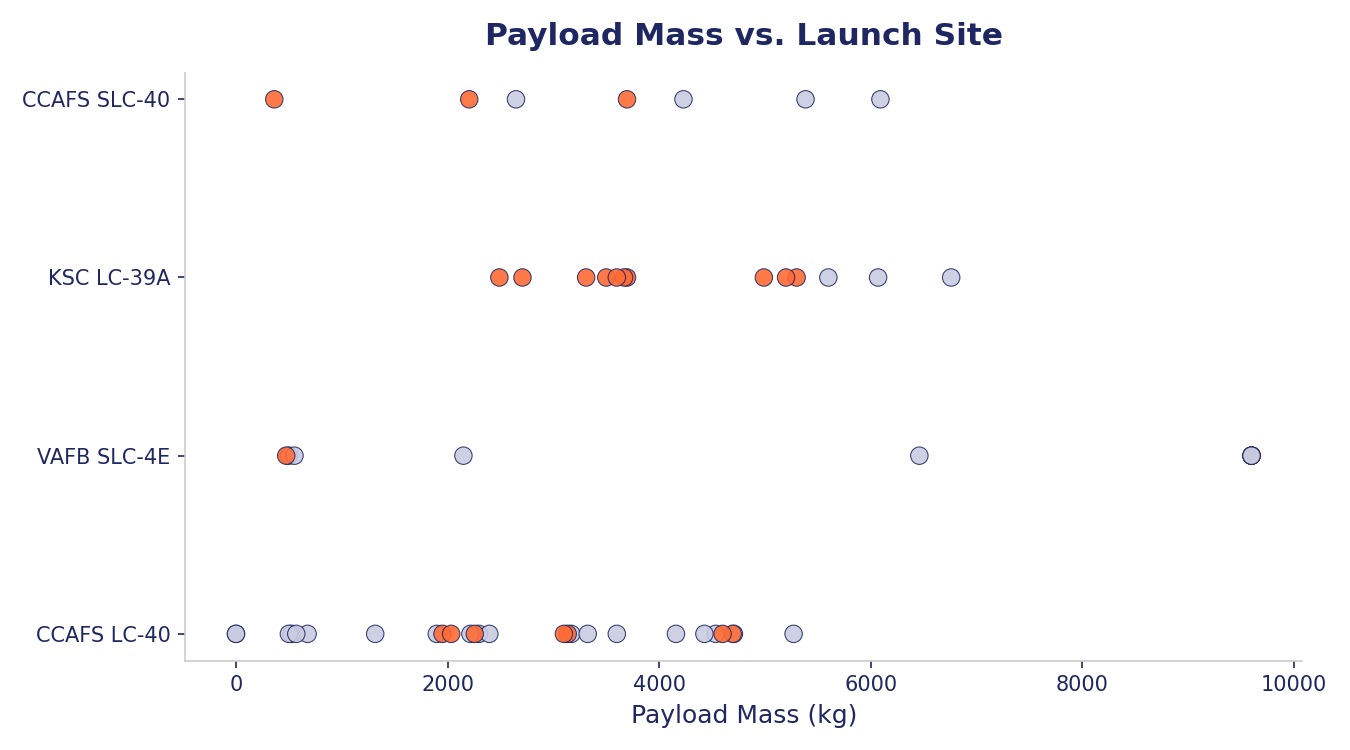 Payload Mass vs. Launch Site
CCAFS SLC-40
KSC LC-39A
VAFB SLC-4E
CCAFS LC-40
0 2000 4000 6000 8000 10000
Payload Mass (kg)